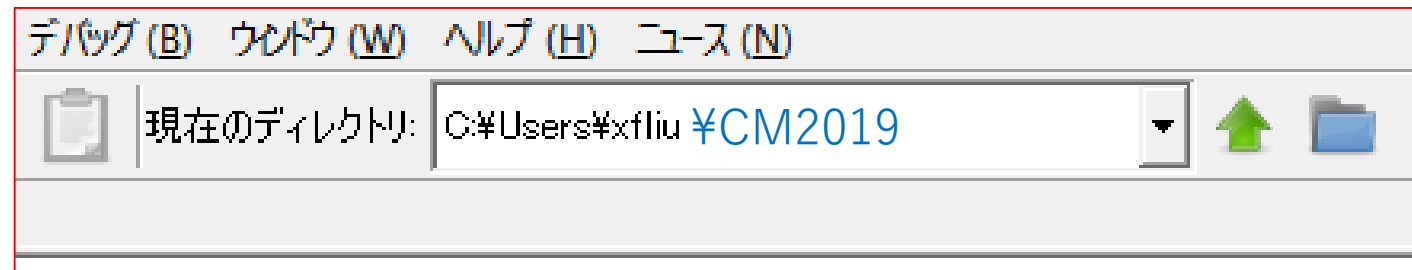 デバッグ (B) ウィンドウ (W) ヘルプ (H) ニュース (N)
現在のディレクトリ: C:¥Users¥xfliu ¥CM2019